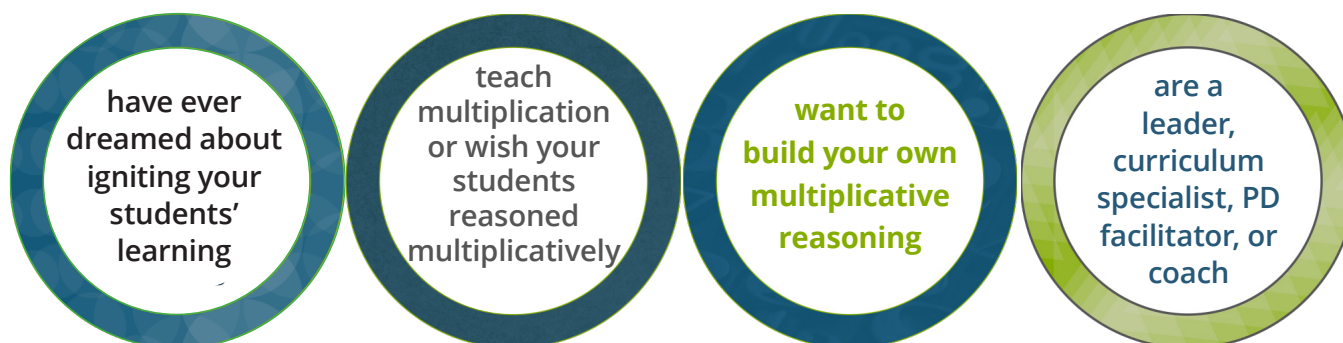 have ever
dreamed about
igniting your
students’
learning
teach
multiplication
or wish your
students
reasoned
multiplicatively
want to
build your own
multiplicative
reasoning
are a
leader,
curriculum
specialist, PD
facilitator, or
coach